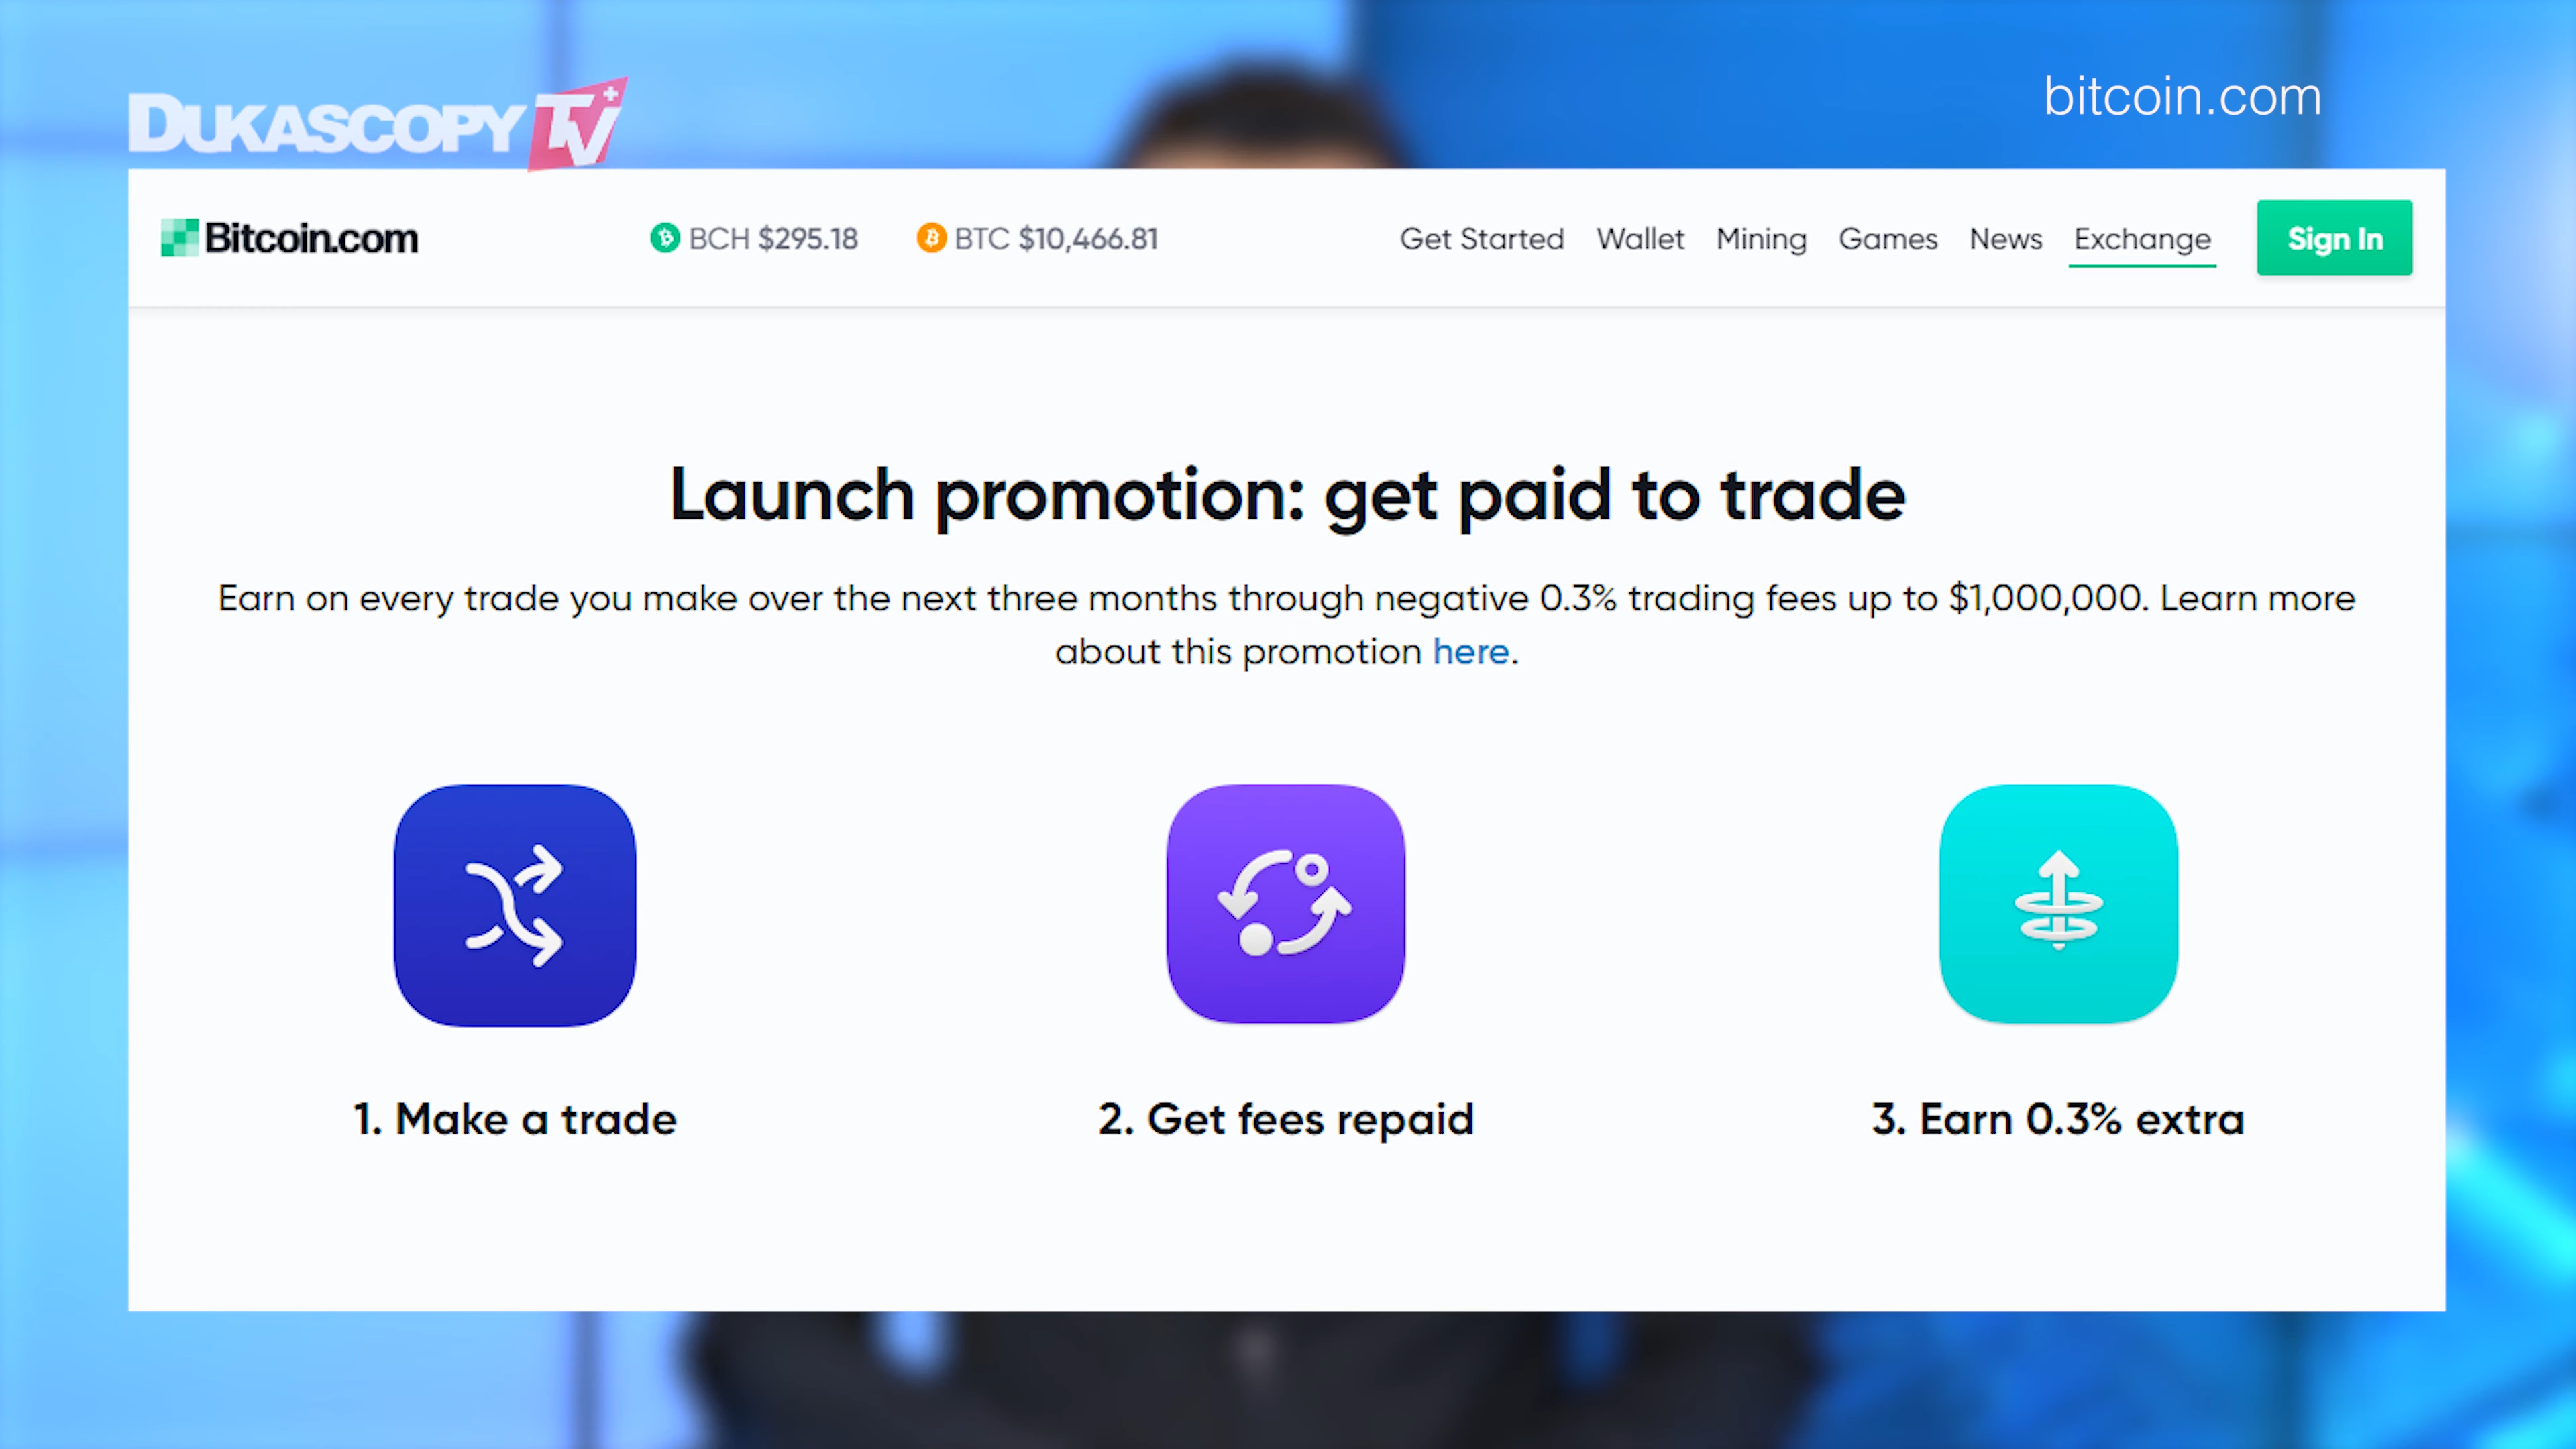 DUKASCOPY TV+
bitcoin.com
Bitcoin.com
BCH $295.18
BTC $10,466.81
Get Started
Wallet
Mining
Games
News
Exchange
Sign In
Launch promotion: get paid to trade
Earn on every trade you make over the next three months through negative 0.3% trading fees up to $1,000,000. Learn more
about this promotion here.
1. Make a trade
2. Get fees repaid
3. Earn 0.3% extra